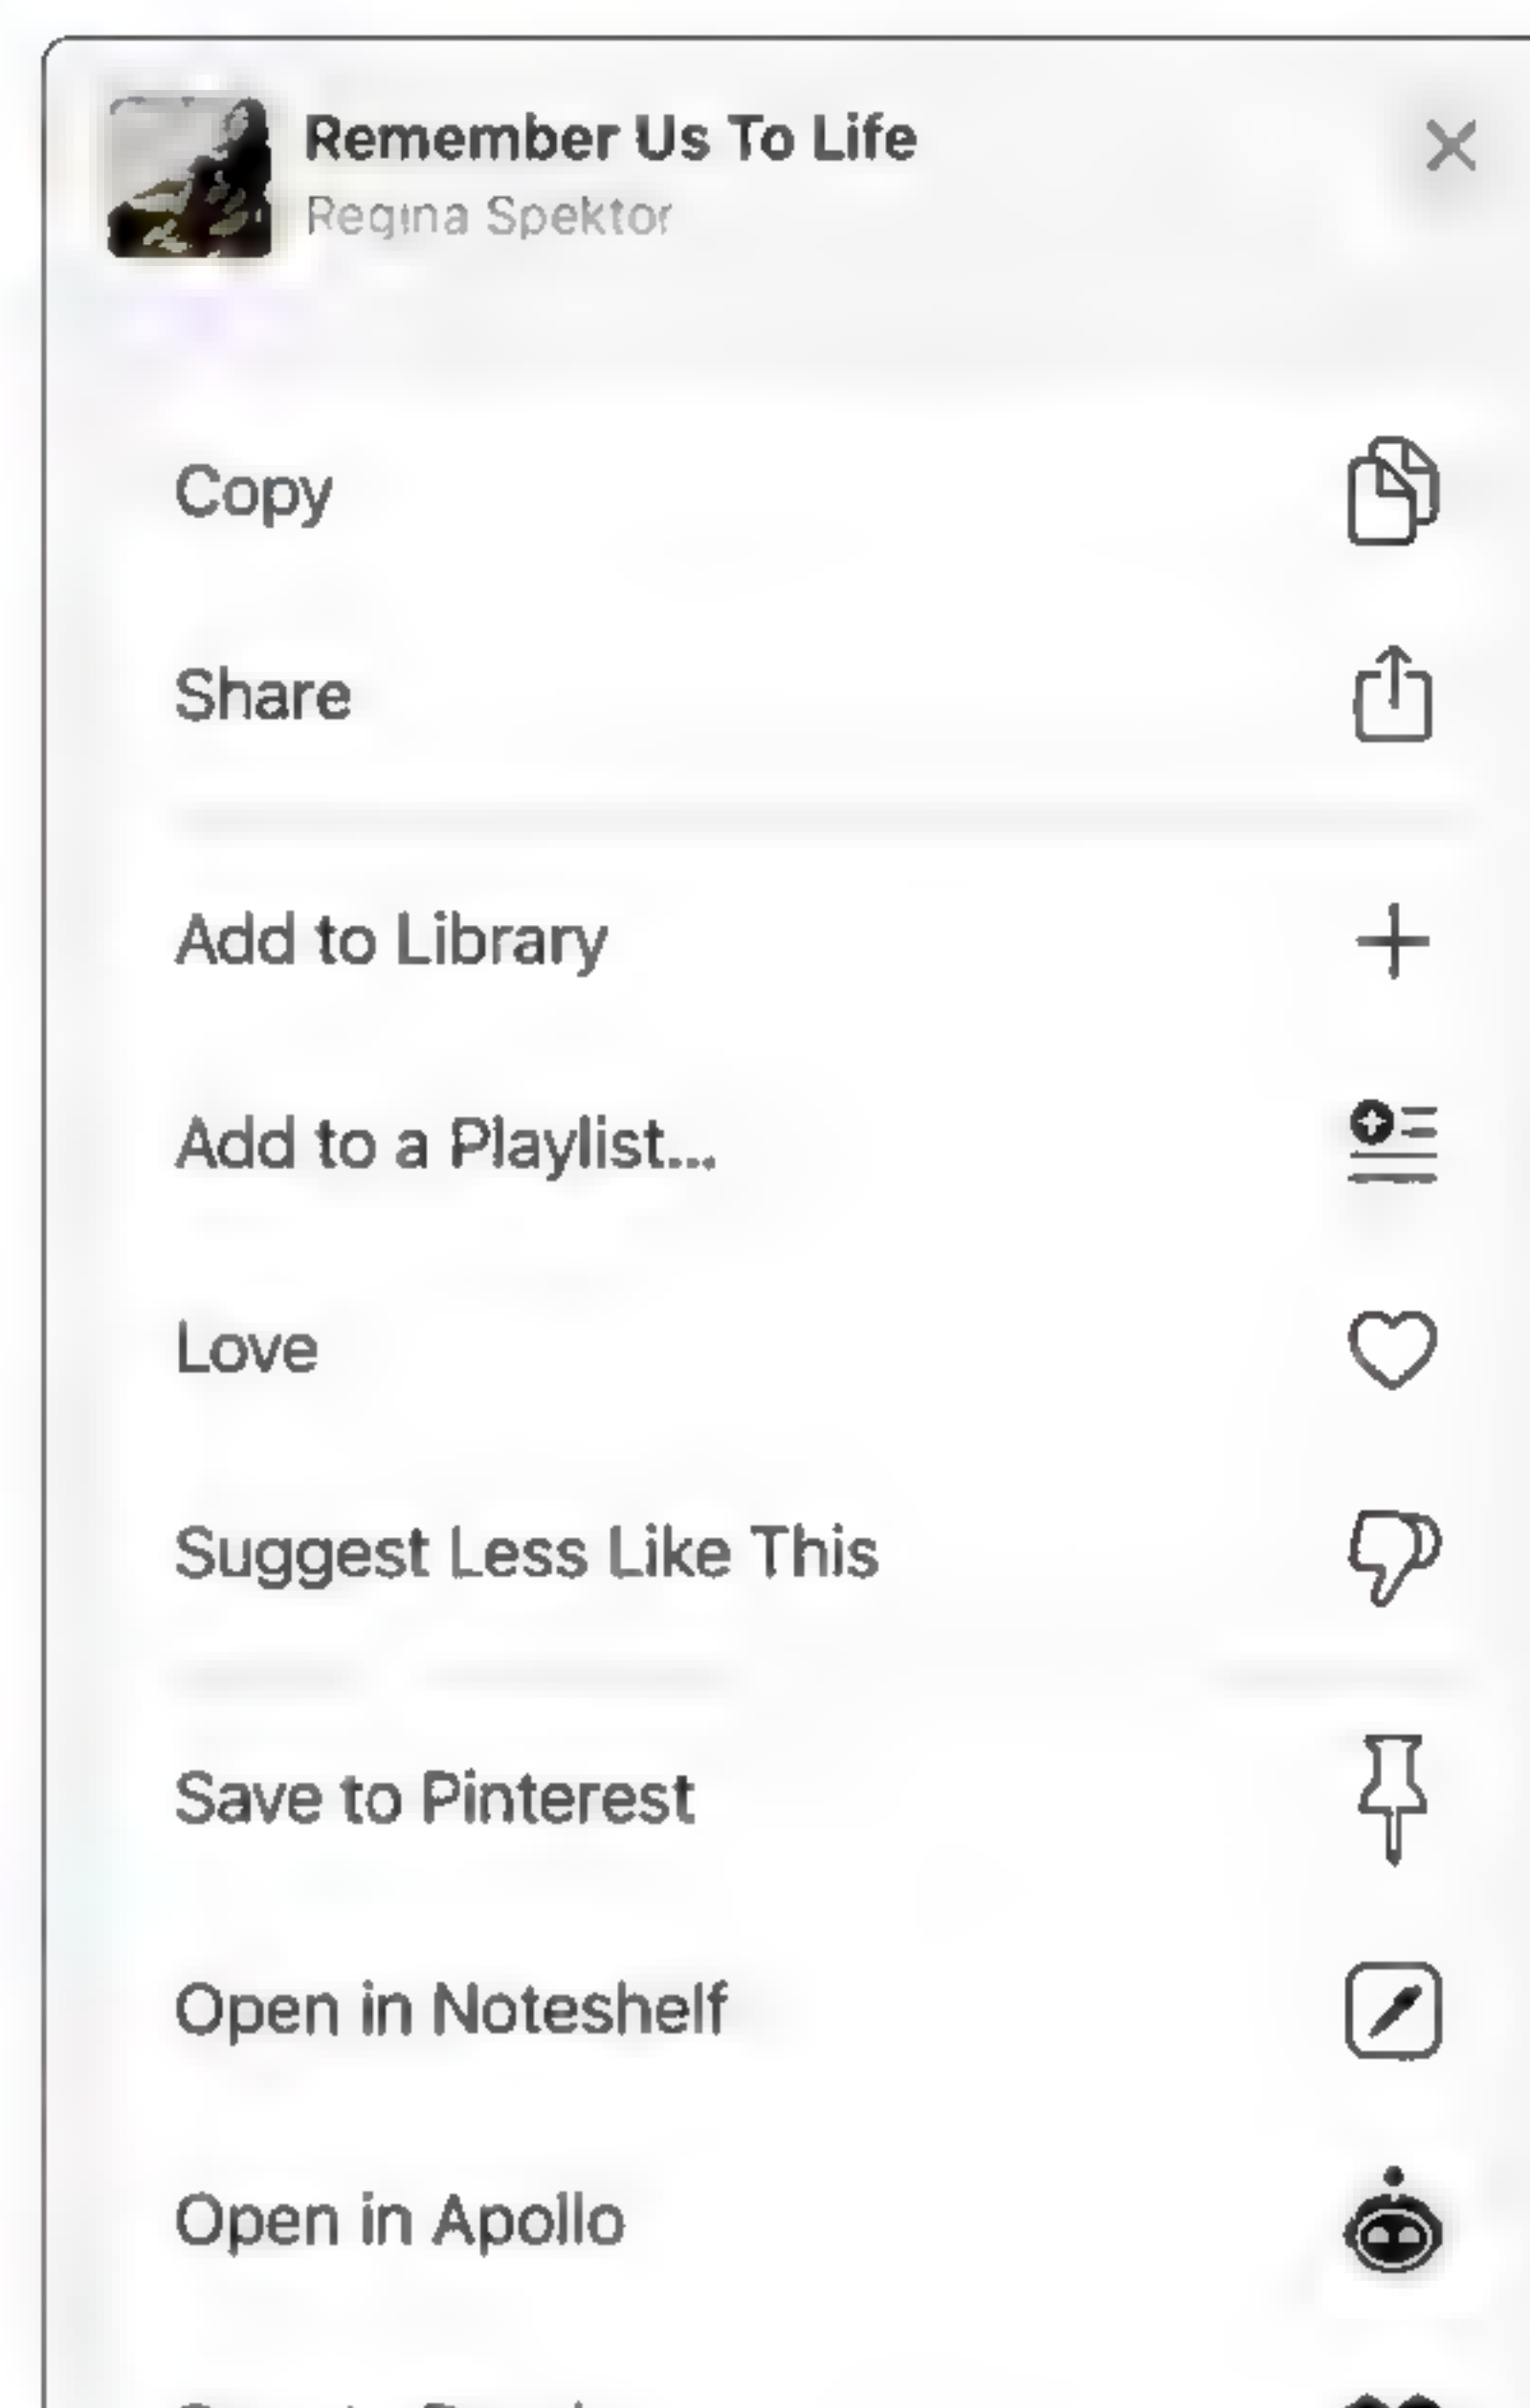 Remember Us To Life
Regina Spektor
Copy
Share
Add to Library
Add to a Playlist...
Love
Suggest Less Like This
Save to Pinterest
Open in Noteshelf
Open in Apollo